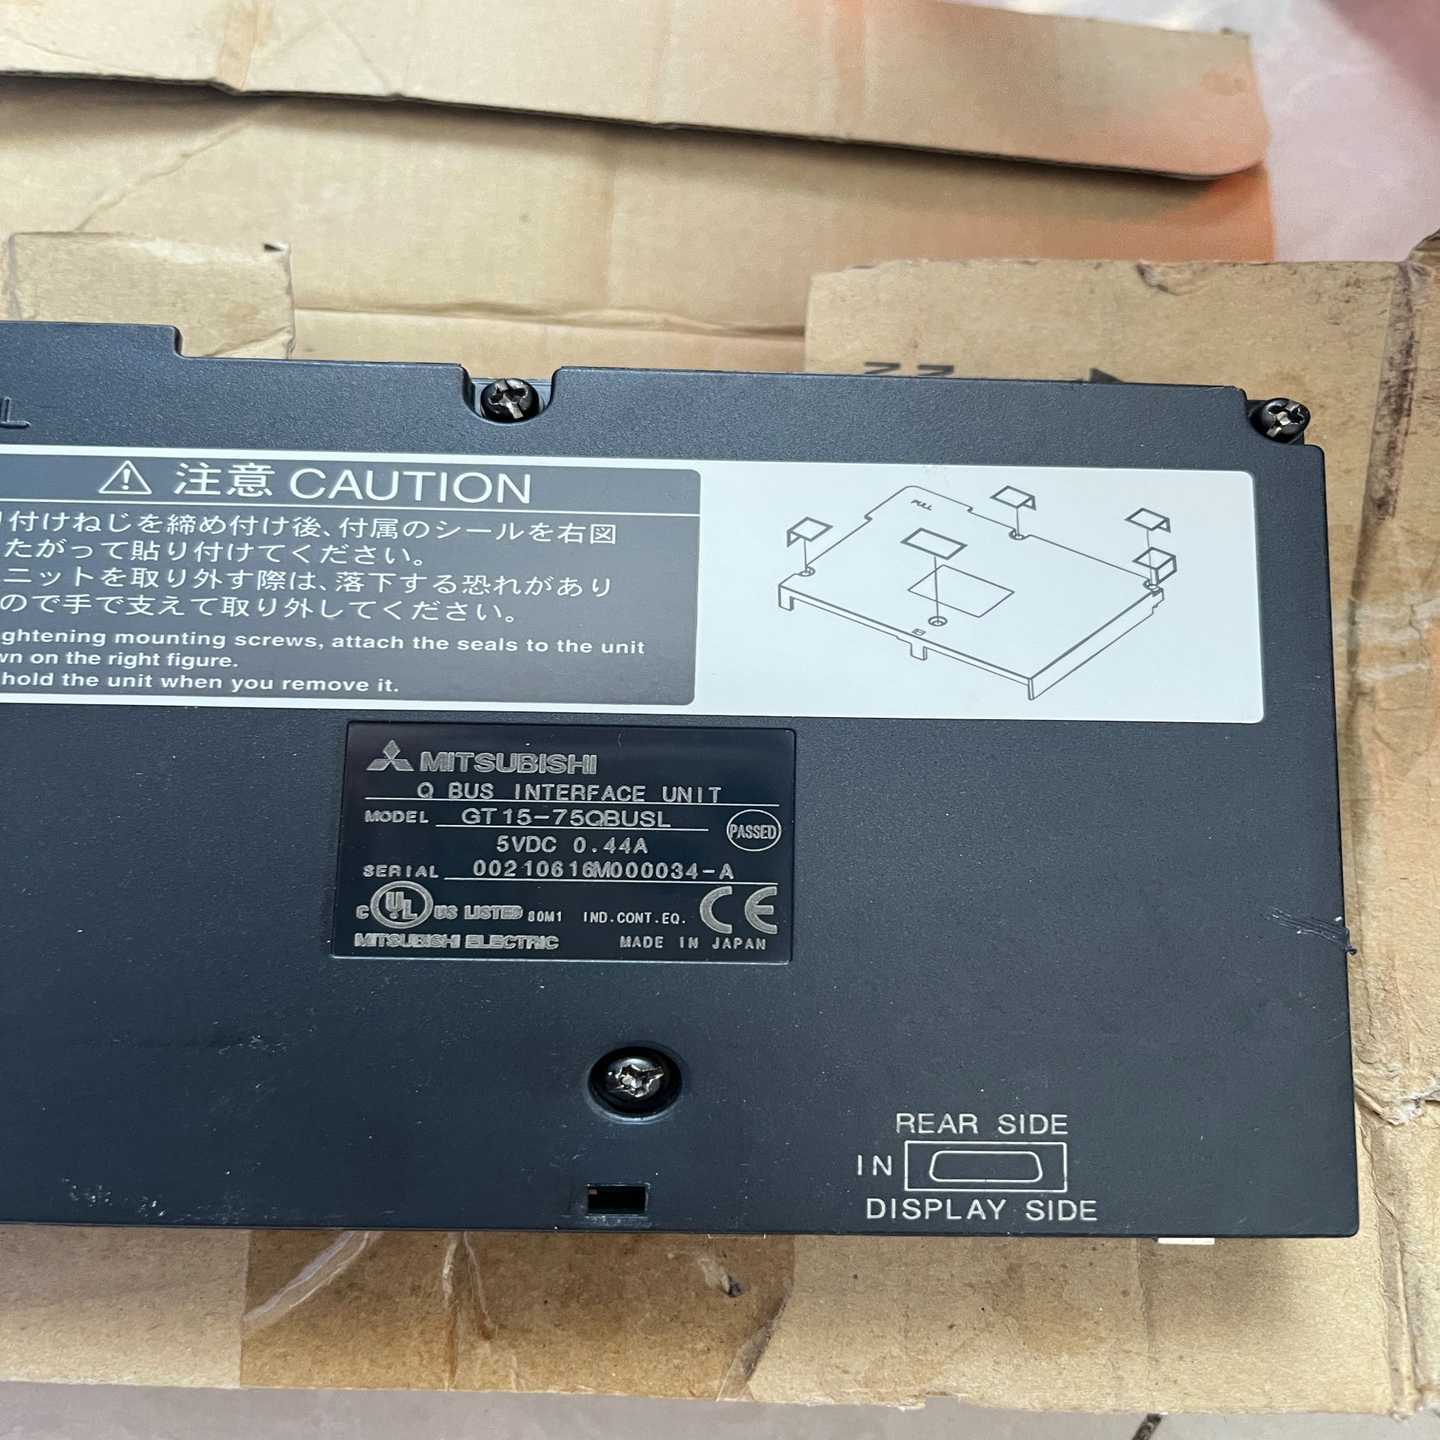 注意 CAUTION
り付けねじを締め付け後、付属のシールを右図
たがって貼り付けてください。
ニットを取り外す際は、落下する恐れがあり
ので手で支えて取り外してください。
ghtening mounting screws, attach the seals to the unit
wn on the right figure.
hold the unit when you remove it.
PULL
MITSUBISHI
Q BUS INTERFACE UNIT
MODEL GT15-75QBUSL
PASSED
5VDC 0.44A
SERIAL 00210616M000034-A
C UL US LISTED 80M1 IND.CONT.EQ. CE
MITSUBISHI ELECTRIC MADE IN JAPAN
REAR SIDE
IN
DISPLAY SIDE